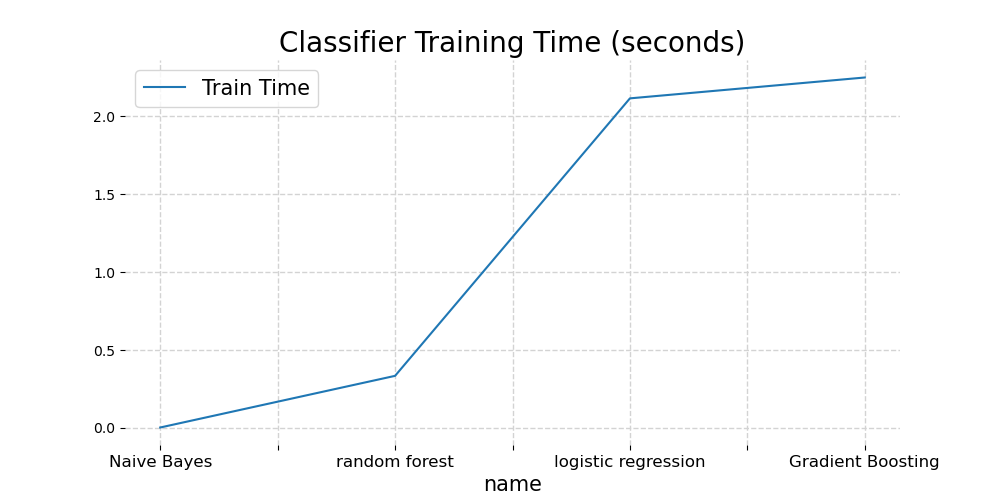 Classifier Training Time (seconds)
Train Time
2.0
1.5
1.0
0.5
0.0
Naive Bayes random forest logistic regression Gradient Boosting
name